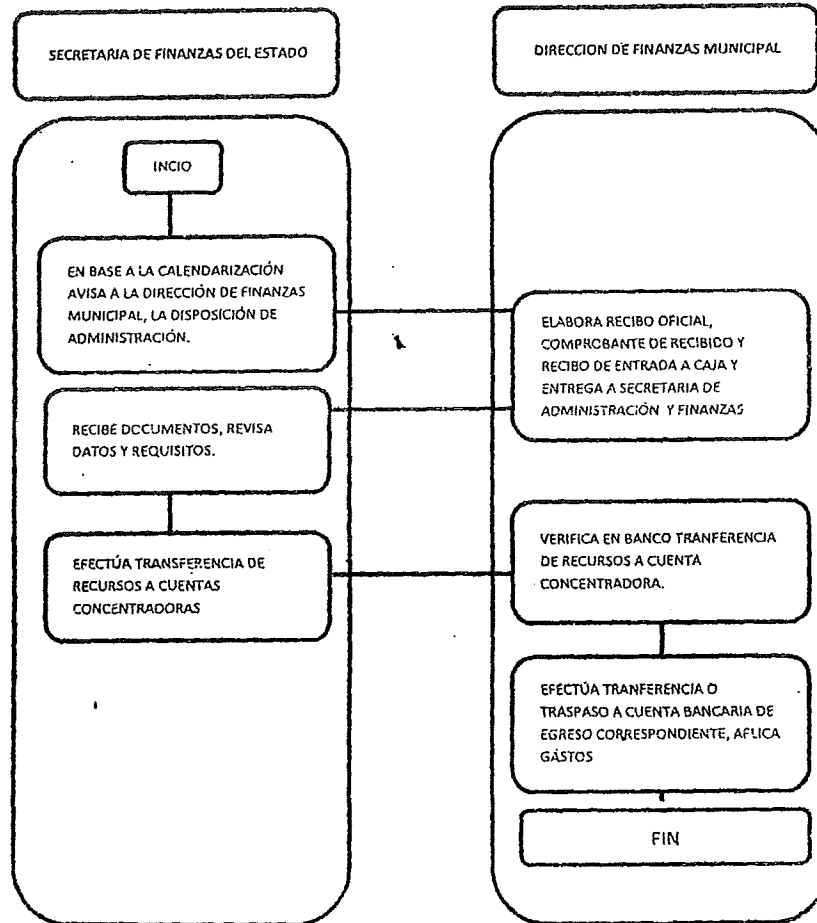 SECRETARIA DE FINANZAS DEL ESTADO
DIRECCION DE FINANZAS MUNICIPAL
INCIO
EN BASE A LA CALENDARIZACIÓN
AVISA A LA DIRECCIÓN DE FINANZAS
MUNICIPAL, LA DISPOSICIÓN DE
ADMINISTRACIÓN.
ELABORA RECIBO OFICIAL,
COMPROBANTE DE RECIBIDO Y
RECIBO DE ENTRADA A CAJA Y
ENTREGA A SECRETARIA DE
ADMINISTRACIÓN Y FINANZAS
RECIBE DOCUMENTOS, REVISA
DATOS Y REQUISITOS.
EFECTÚA TRANSFERENCIA DE
RECURSOS A CUENTAS
CONCENTRADORAS
VERIFICA EN BANCO TRANFERENCIA
DE RECURSOS A CUENTA
CONCENTRADORA.
EFECTÚA TRANFERENCIA O
TRASPASO A CUENTA BANCARIA DE
EGRESO CORRESPONDIENTE, APLICA
GÁSTOS
FIN